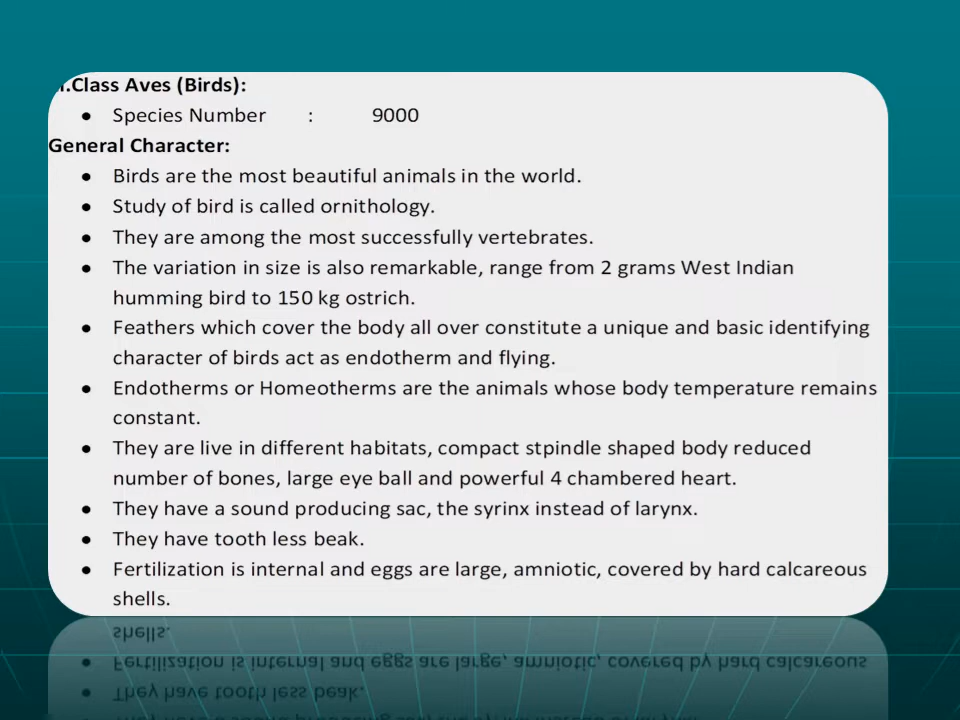 .Class Aves (Birds):
● Species Number : 9000
General Character:
● Birds are the most beautiful animals in the world.
● Study of bird is called ornithology.
● They are among the most successfully vertebrates.
● The variation in size is also remarkable, range from 2 grams West Indian
humming bird to 150 kg ostrich.
● Feathers which cover the body all over constitute a unique and basic identifying
character of birds act as endotherm and flying.
● Endotherms or Homeotherms are the animals whose body temperature remains
constant.
● They are live in different habitats, compact stpindle shaped body reduced
number of bones, large eye ball and powerful 4 chambered heart.
● They have a sound producing sac, the syrinx instead of larynx.
● They have tooth less beak.
● Fertilization is internal and eggs are large, amniotic, covered by hard calcareous
shells.